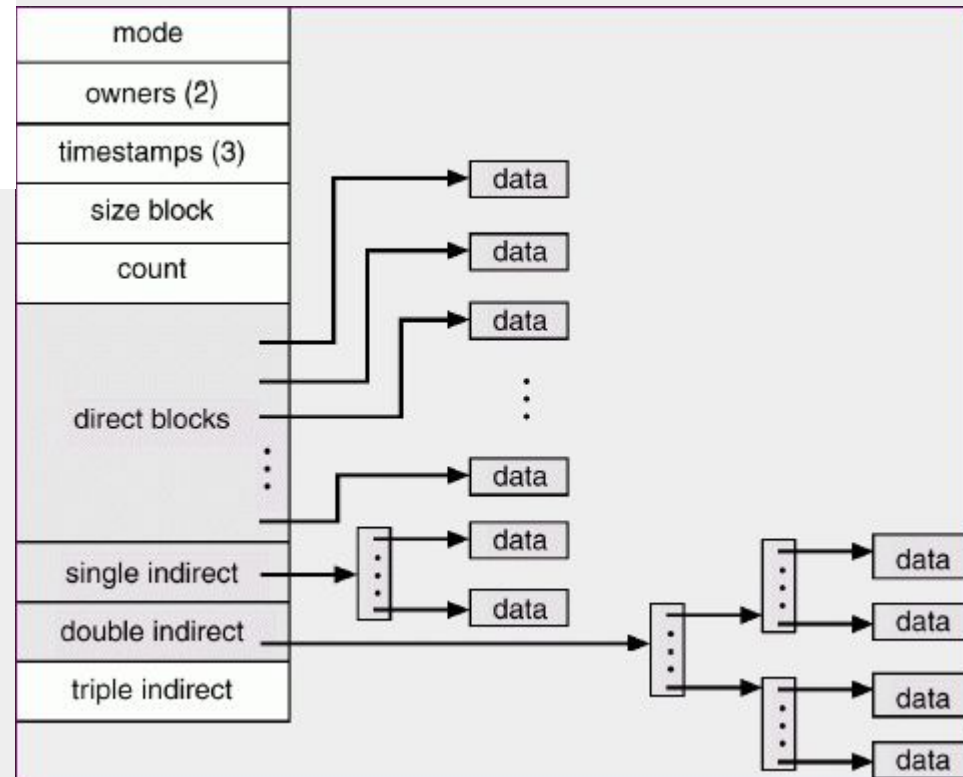 mode
owners (2)
timestamps (3)
size block
count
direct blocks
single indirect
double indirect
triple indirect
data
data
data
data
data
data
data
data
data
data